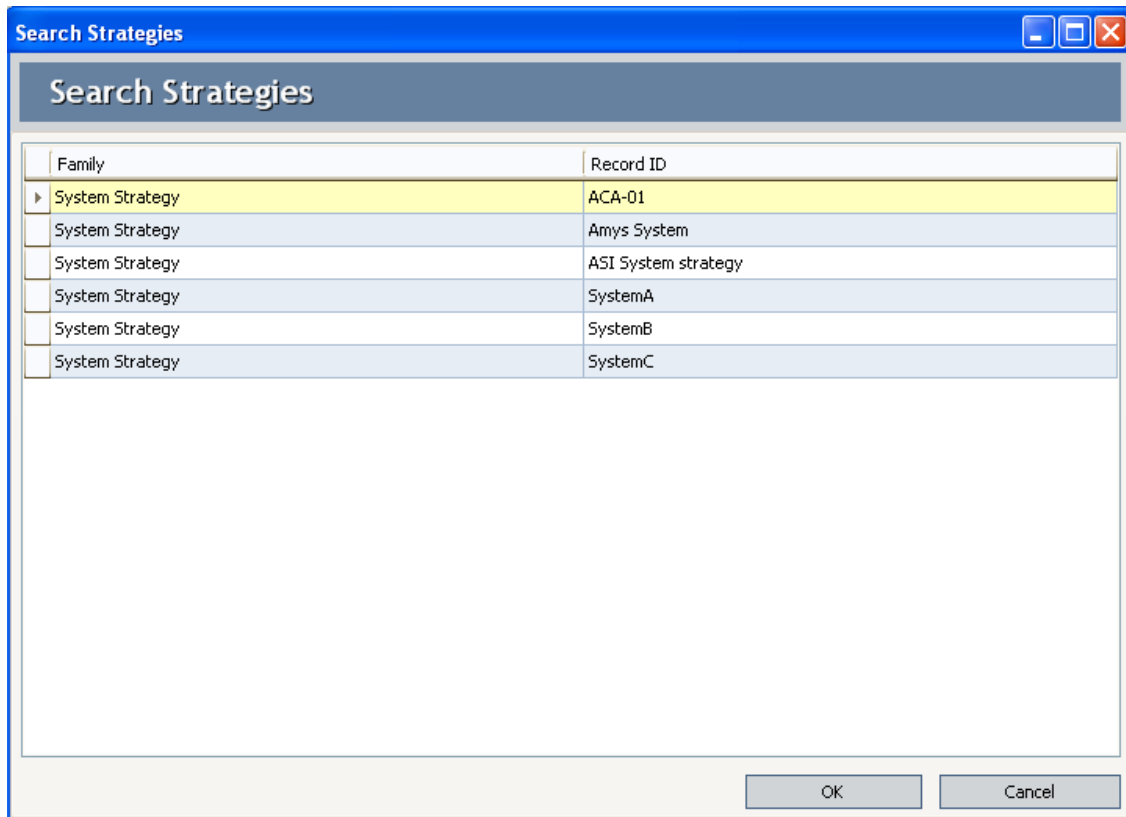 Search Strategies
Search Strategies
Family Record ID
System Strategy ACA-01
System Strategy Amys System
System Strategy ASI System strategy
System Strategy SystemA
System Strategy SystemB
System Strategy SystemC
OK Cancel